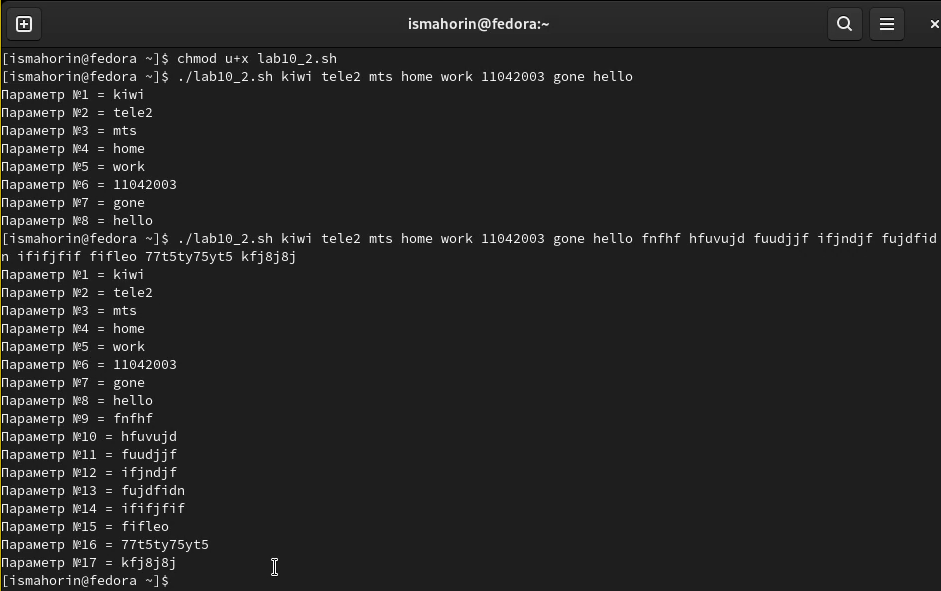 ismahorin@fedora:~
[ismahorin@fedora ~]$ chmod u+x lab10_2.sh
[ismahorin@fedora ~]$ ./lab10_2.sh kiwi tele2 mts home work 11042003 gone hello
Параметр №1 = kiwi
Параметр №2 = tele2
Параметр №3 = mts
Параметр №4 = home
Параметр №5 = work
Параметр №6 = 11042003
Параметр №7 = gone
Параметр №8 = hello
[ismahorin@fedora ~]$ ./lab10_2.sh kiwi tele2 mts home work 11042003 gone hello fnfhf hfuvujd fuudjjf ifjndjf fujdfid
n ififjfif fifleo 77t5ty75yt5 kfj8j8j
Параметр №1 = kiwi
Параметр №2 = tele2
Параметр №3 = mts
Параметр №4 = home
Параметр №5 = work
Параметр №6 = 11042003
Параметр №7 = gone
Параметр №8 = hello
Параметр №9 = fnfhf
Параметр №10 = hfuvujd
Параметр №11 = fuudjjf
Параметр №12 = ifjndjf
Параметр №13 = fujdfidn
Параметр №14 = ififjfif
Параметр №15 = fifleo
Параметр №16 = 77t5ty75yt5
Параметр №17 = kfj8j8j
[ismahorin@fedora ~]$